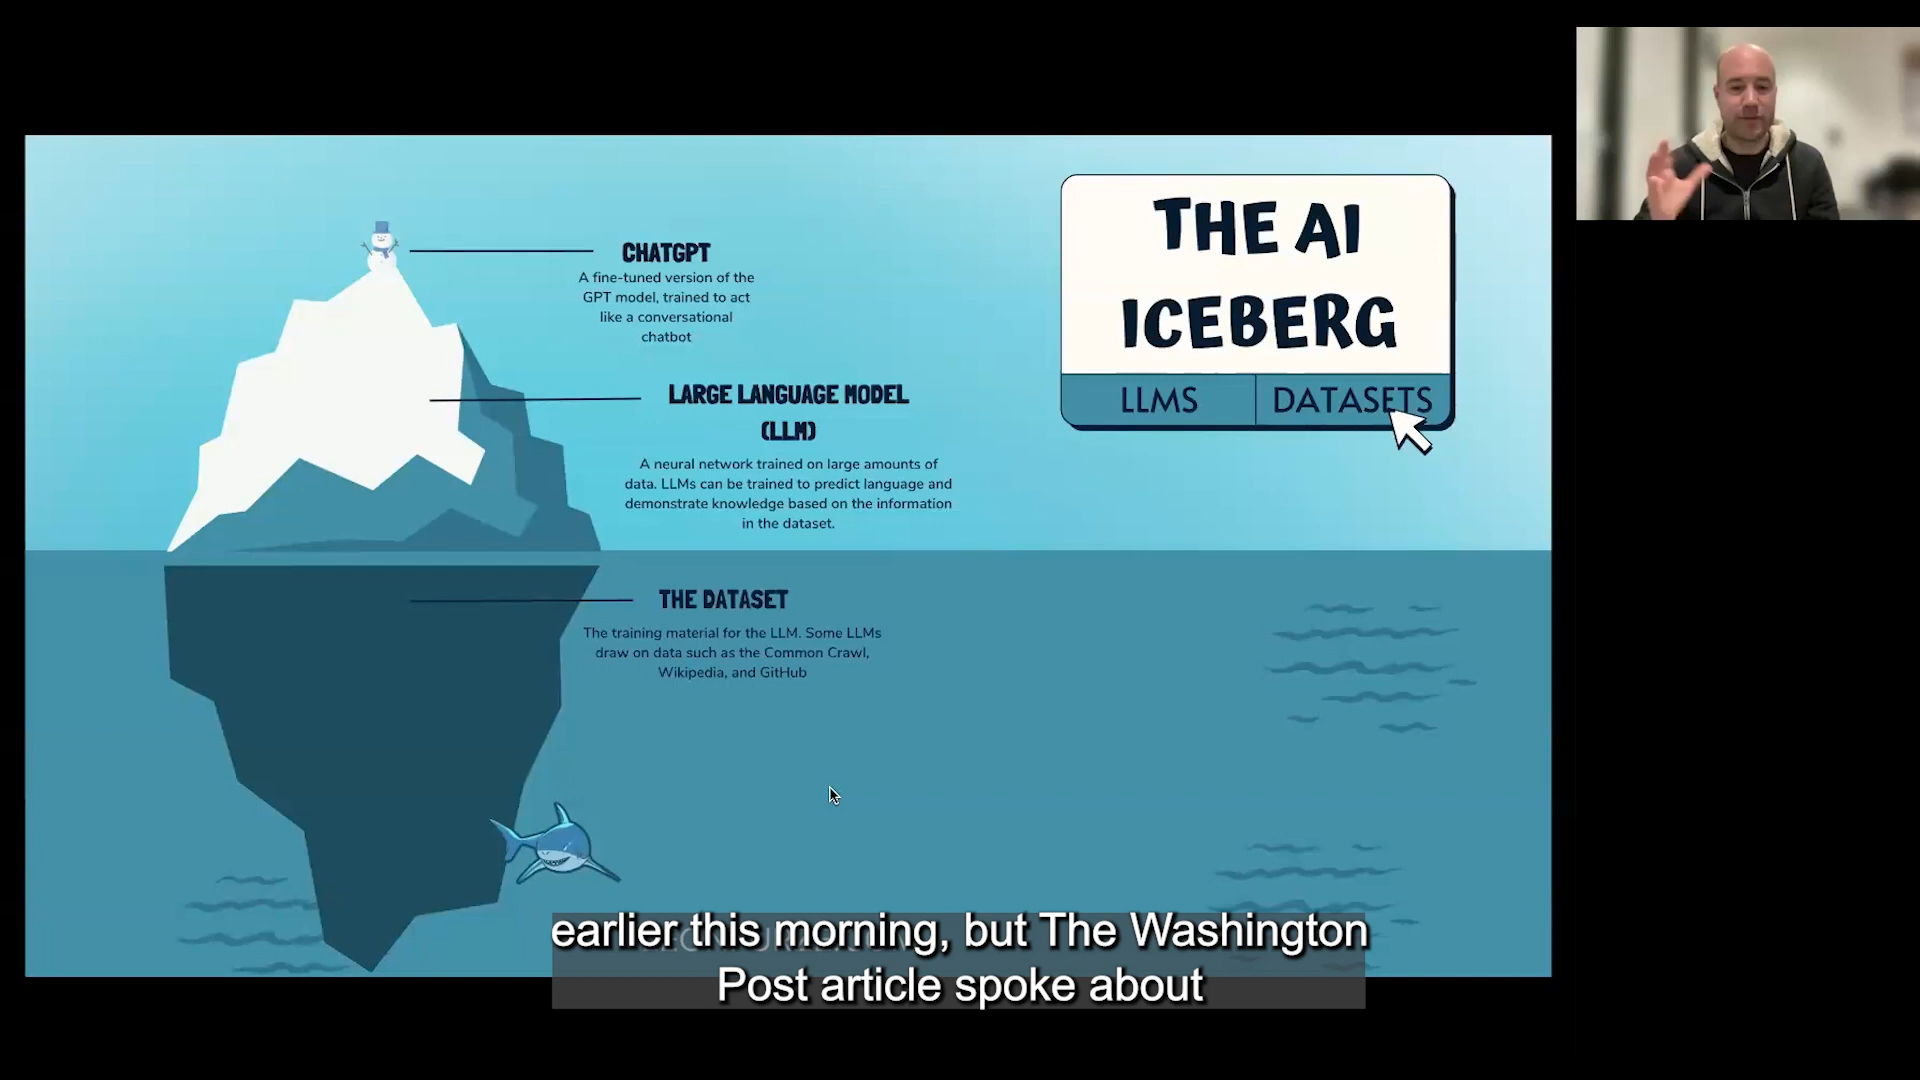 CHATGPT
A fine-tuned version of the
GPT model, trained to act
like a conversational
chatbot
LARGE LANGUAGE MODEL
(LLM)
A neural network trained on large amounts of
data. LLMs can be trained to predict language and
demonstrate knowledge based on the information
in the dataset.
THE DATASET
The training material for the LLM. Some LLMs
draw on data such as the Common Crawl,
Wikipedia, and GitHub
THE AI
ICEBERG
LLMS
DATASETS
earlier this morning, but The Washington
Post article spoke about